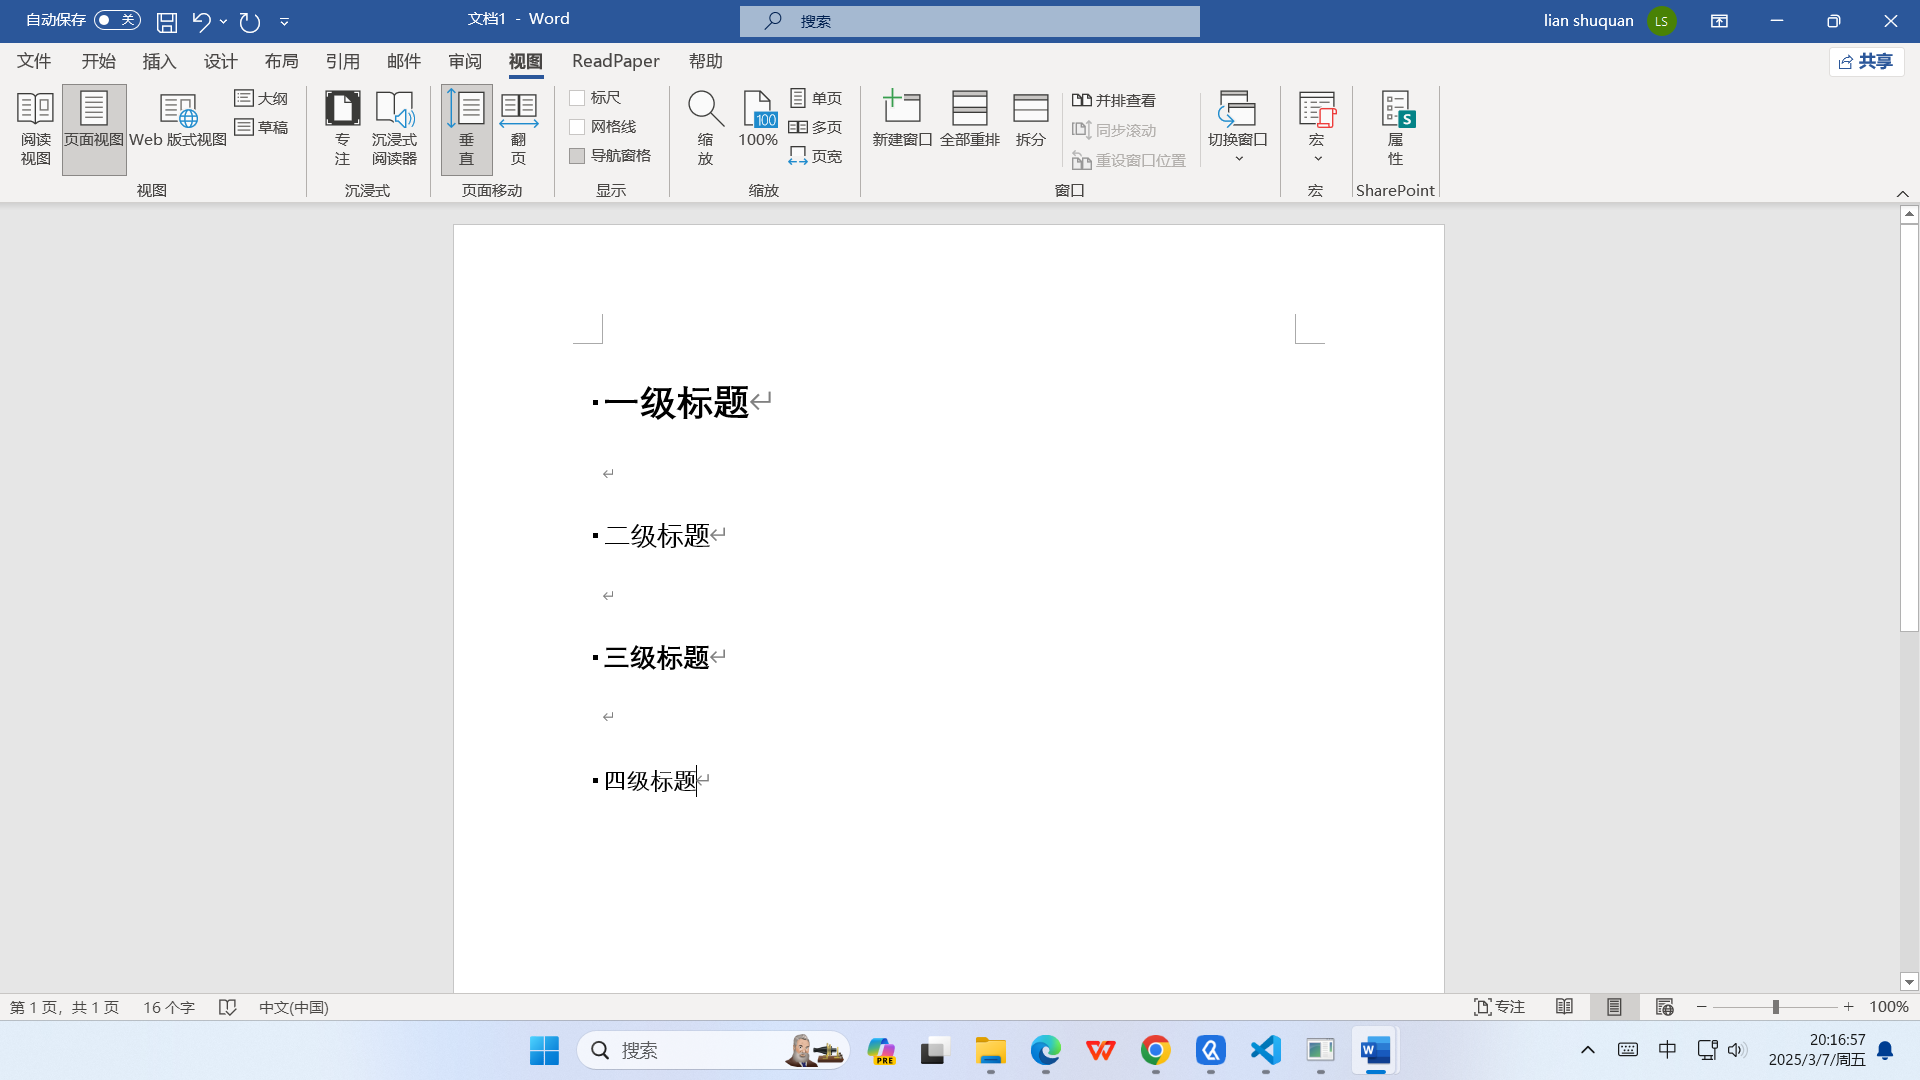 自动保存 关 文档1 - Word 搜索 lian shuquan LS
文件 开始 插入 设计 布局 引用 邮件 审阅 视图 ReadPaper 帮助 共享
阅读视图 页面视图 Web 版式视图 大纲 草稿
专注 沉浸式阅读器
垂直 翻页
标尺
网格线
导航窗格
缩放 100% 100 单页 多页 页宽
新建窗口 全部重排 拆分
并排查看
同步滚动
重设窗口位置
切换窗口
宏
属性 S
视图 沉浸式 页面移动 显示 缩放 窗口 宏 SharePoint
一级标题
二级标题
三级标题
四级标题
第 1 页，共 1 页 16 个字 中文(中国) 专注 100%
搜索 PRE 中 20:16:57
2025/3/7/周五